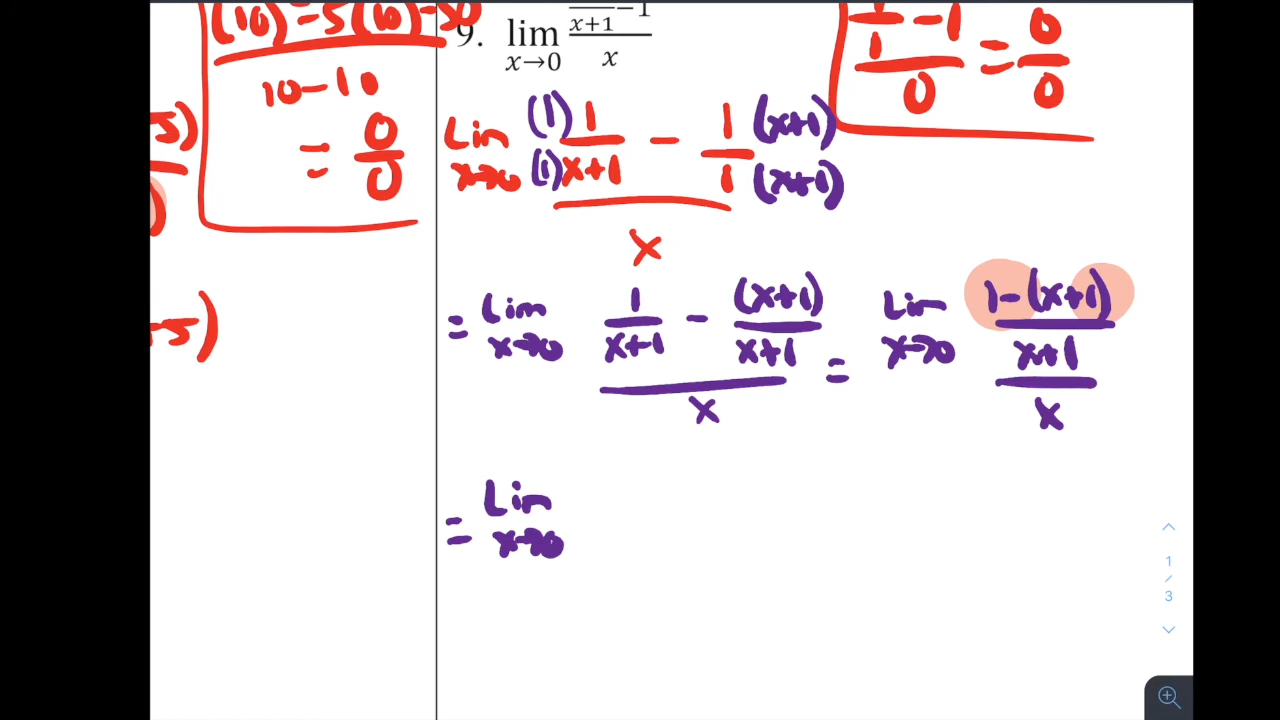 (10) - 5(10) - 50
10 - 10
= 0/0
-5)
-5)
9. lim x→0 (1/(x+1) - 1)/x
(1/1 - 1)/0 = 0/0
Lim x→0 ((1)1/(1)x+1 - 1(x+1)/1(x+1))/x
= Lim x→0 (1/(x+1) - (x+1)/(x+1))/x = Lim x→0 ((1-(x+1))/(x+1))/x
= Lim x→0
1
/
3